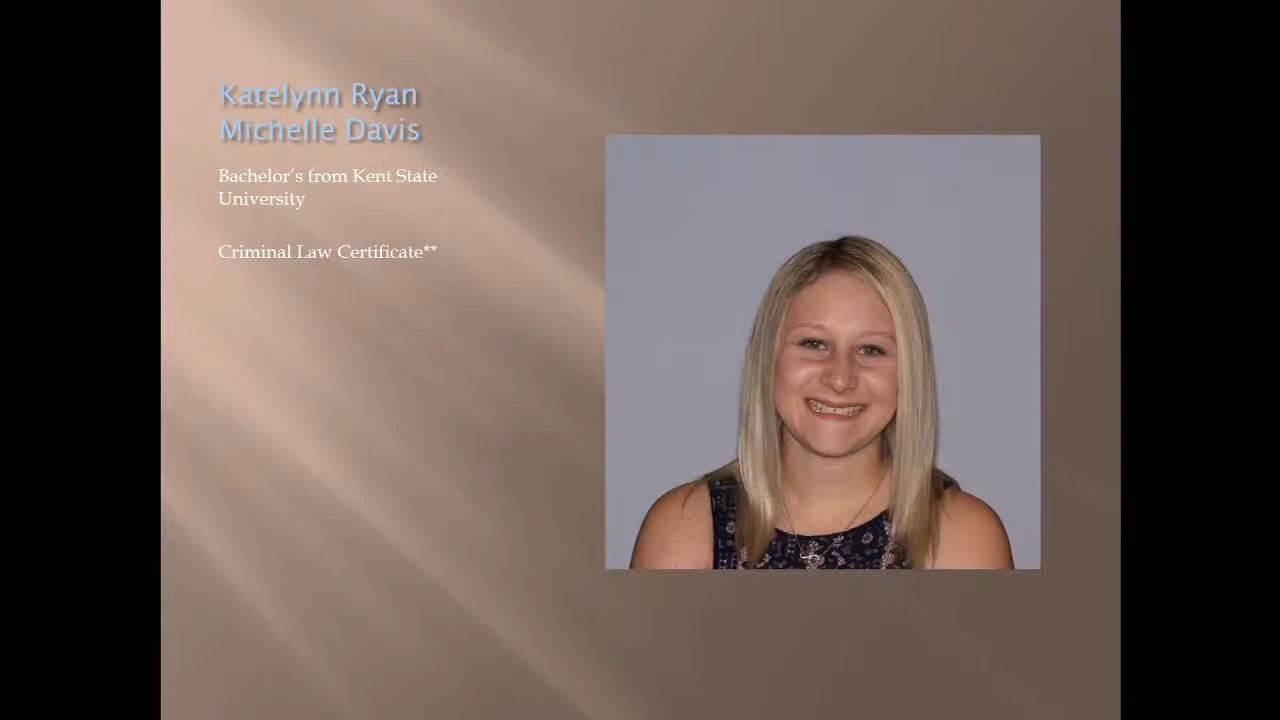 Katelynn Ryan
Michelle Davis
Bachelor’s from Kent State
University
Criminal Law Certificate**